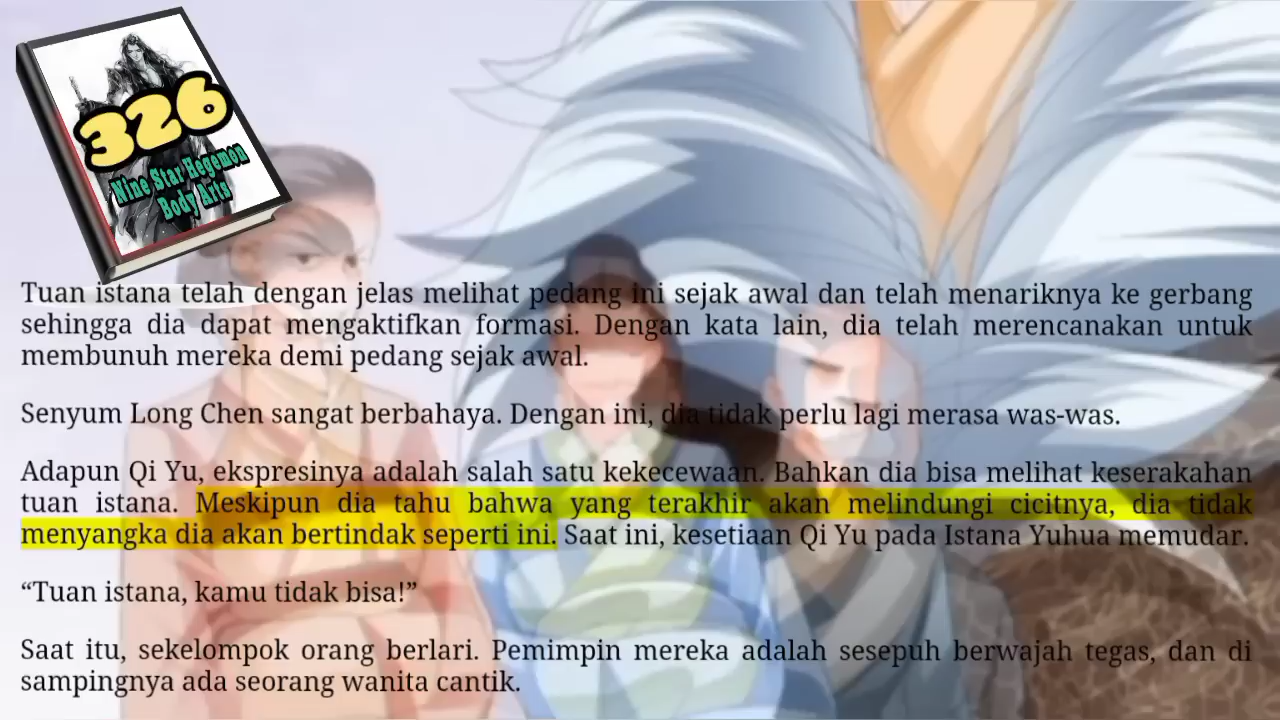 326
Nine Star Hegemon
Body Arts
Tuan istana telah dengan jelas melihat pedang ini sejak awal dan telah menariknya ke gerbang
sehingga dia dapat mengaktifkan formasi. Dengan kata lain, dia telah merencanakan untuk
membunuh mereka demi pedang sejak awal.
Senyum Long Chen sangat berbahaya. Dengan ini, dia tidak perlu lagi merasa was-was.
Adapun Qi Yu, ekspresinya adalah salah satu kekecewaan. Bahkan dia bisa melihat keserakahan
tuan istana. Meskipun dia tahu bahwa yang terakhir akan melindungi cicitnya, dia tidak
menyangka dia akan bertindak seperti ini. Saat ini, kesetiaan Qi Yu pada Istana Yuhua memudar.
“Tuan istana, kamu tidak bisa!”
Saat itu, sekelompok orang berlari. Pemimpin mereka adalah sesepuh berwajah tegas, dan di
sampingnya ada seorang wanita cantik.